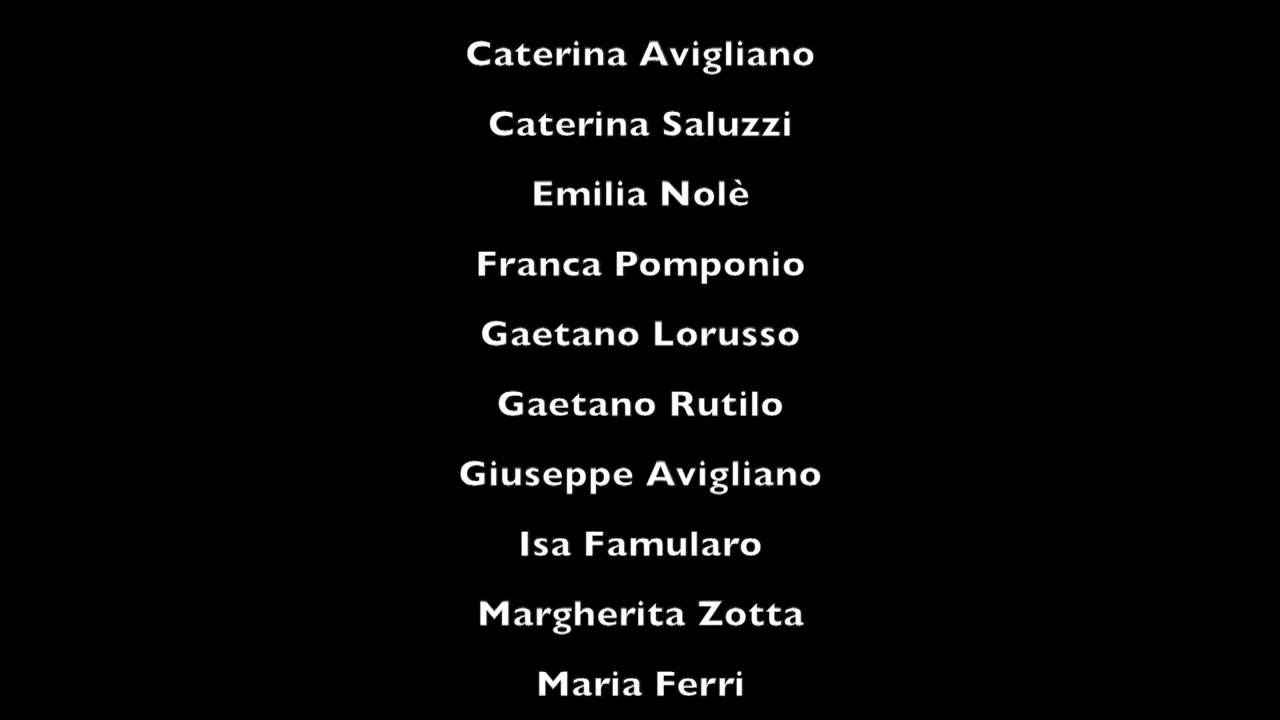 Caterina Avigliano
Caterina Saluzzi
Emilia Nolè
Franca Pomponio
Gaetano Lorusso
Gaetano Rutilo
Giuseppe Avigliano
Isa Famularo
Margherita Zotta
Maria Ferri